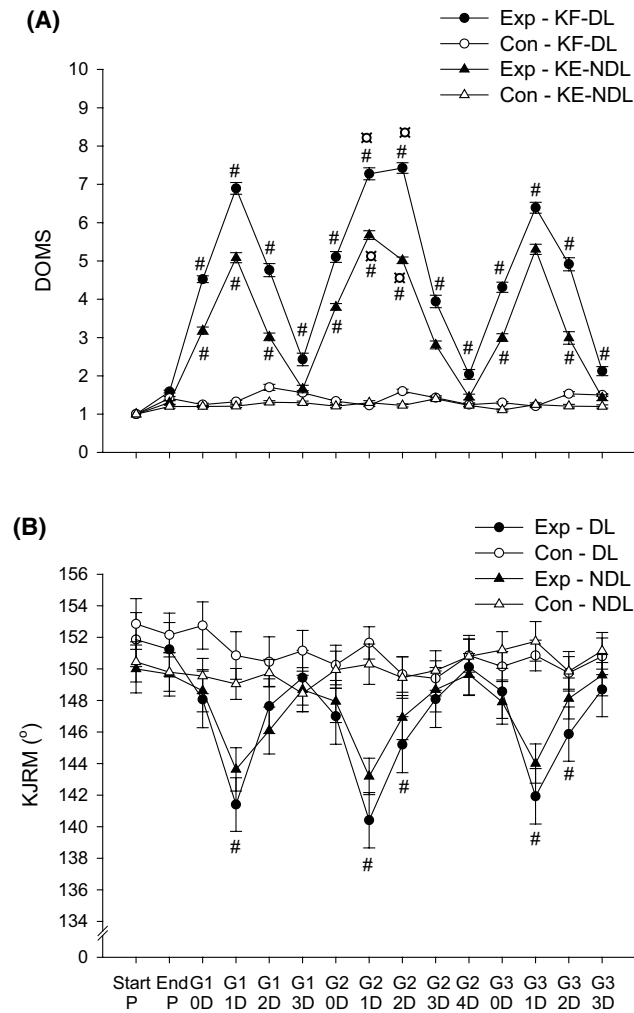 (A)
Exp - KF-DL
Con - KF-DL
Exp - KE-NDL
Con - KE-NDL
10
9
8
7
6
5
4
3
2
1
0
DOMS
¤ ¤
# # # #
# # # # # #
# # # # #
¤ ¤
# # # # # # #
(B)
Exp - DL
Con - DL
Exp - NDL
Con - NDL
156
154
152
150
148
146
144
142
140
138
136
134
0
KJRM (°)
# # # # #
Start End G1 G1 G1 G1 G2 G2 G2 G2 G2 G3 G3 G3 G3
P P 0D 1D 2D 3D 0D 1D 2D 3D 4D 0D 1D 2D 3D